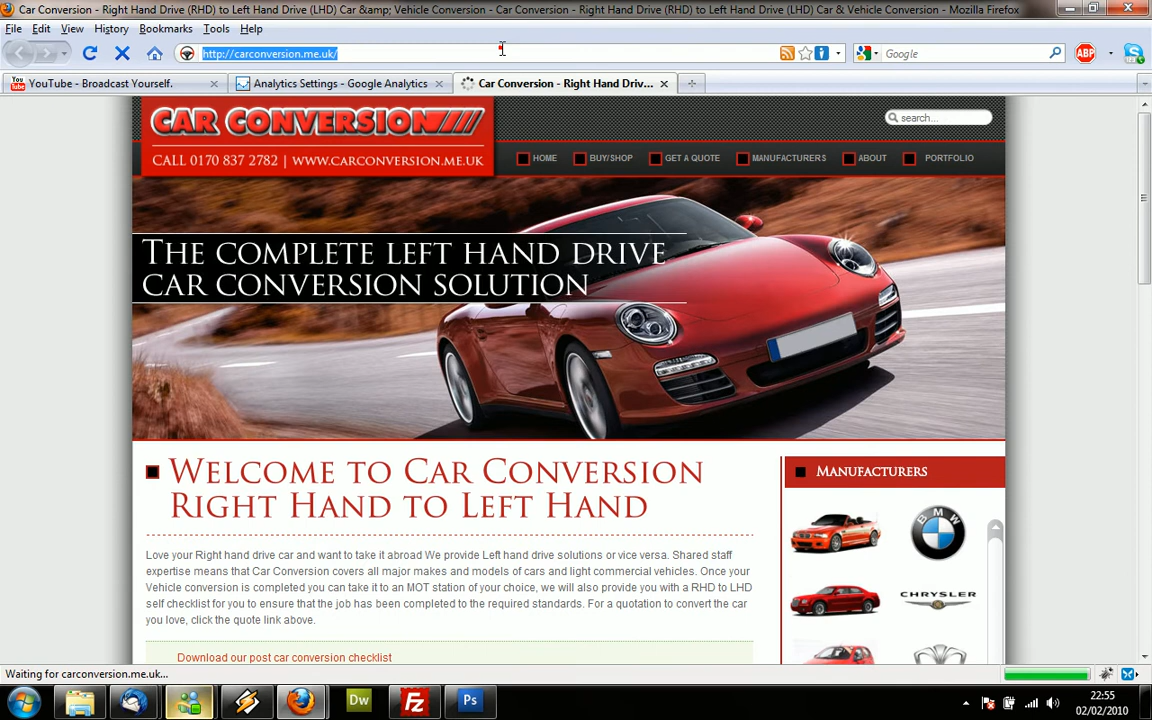 Car Conversion - Right Hand Drive (RHD) to Left Hand Drive (LHD) Car &amp; Vehicle Conversion - Car Conversion - Right Hand Drive (RHD) to Left Hand Drive (LHD) Car & Vehicle Conversion - Mozilla Firefox
File Edit View History Bookmarks Tools Help
http://carconversion.me.uk/
Google
YouTube - Broadcast Yourself.
Analytics Settings - Google Analytics
Car Conversion - Right Hand Driv...
CAR CONVERSION
search...
CALL 0170 837 2782 | WWW.CARCONVERSION.ME.UK
HOME BUY/SHOP GET A QUOTE MANUFACTURERS ABOUT PORTFOLIO
THE COMPLETE LEFT HAND DRIVE
CAR CONVERSION SOLUTION
WELCOME TO CAR CONVERSION
RIGHT HAND TO LEFT HAND
Love your Right hand drive car and want to take it abroad We provide Left hand drive solutions or vice versa. Shared staff
expertise means that Car Conversion covers all major makes and models of cars and light commercial vehicles. Once your
Vehicle conversion is completed you can take it to an MOT station of your choice, we will also provide you with a RHD to LHD
self checklist for you to ensure that the job has been completed to the required standards. For a quotation to convert the car
you love, click the quote link above.
Download our post car conversion checklist
MANUFACTURERS
BMW
CHRYSLER
Waiting for carconversion.me.uk...
Dw
Fz
Ps
22:55
02/02/2010
You Tube
ABP